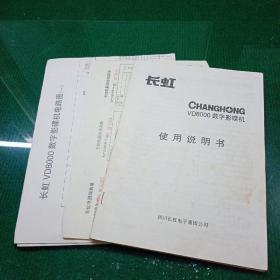 长虹
CHANGHONG
VD8000 数字影碟机
使用说明书
四川长虹电子集团公司
长虹 VD8000 数字影碟机电路图(一)